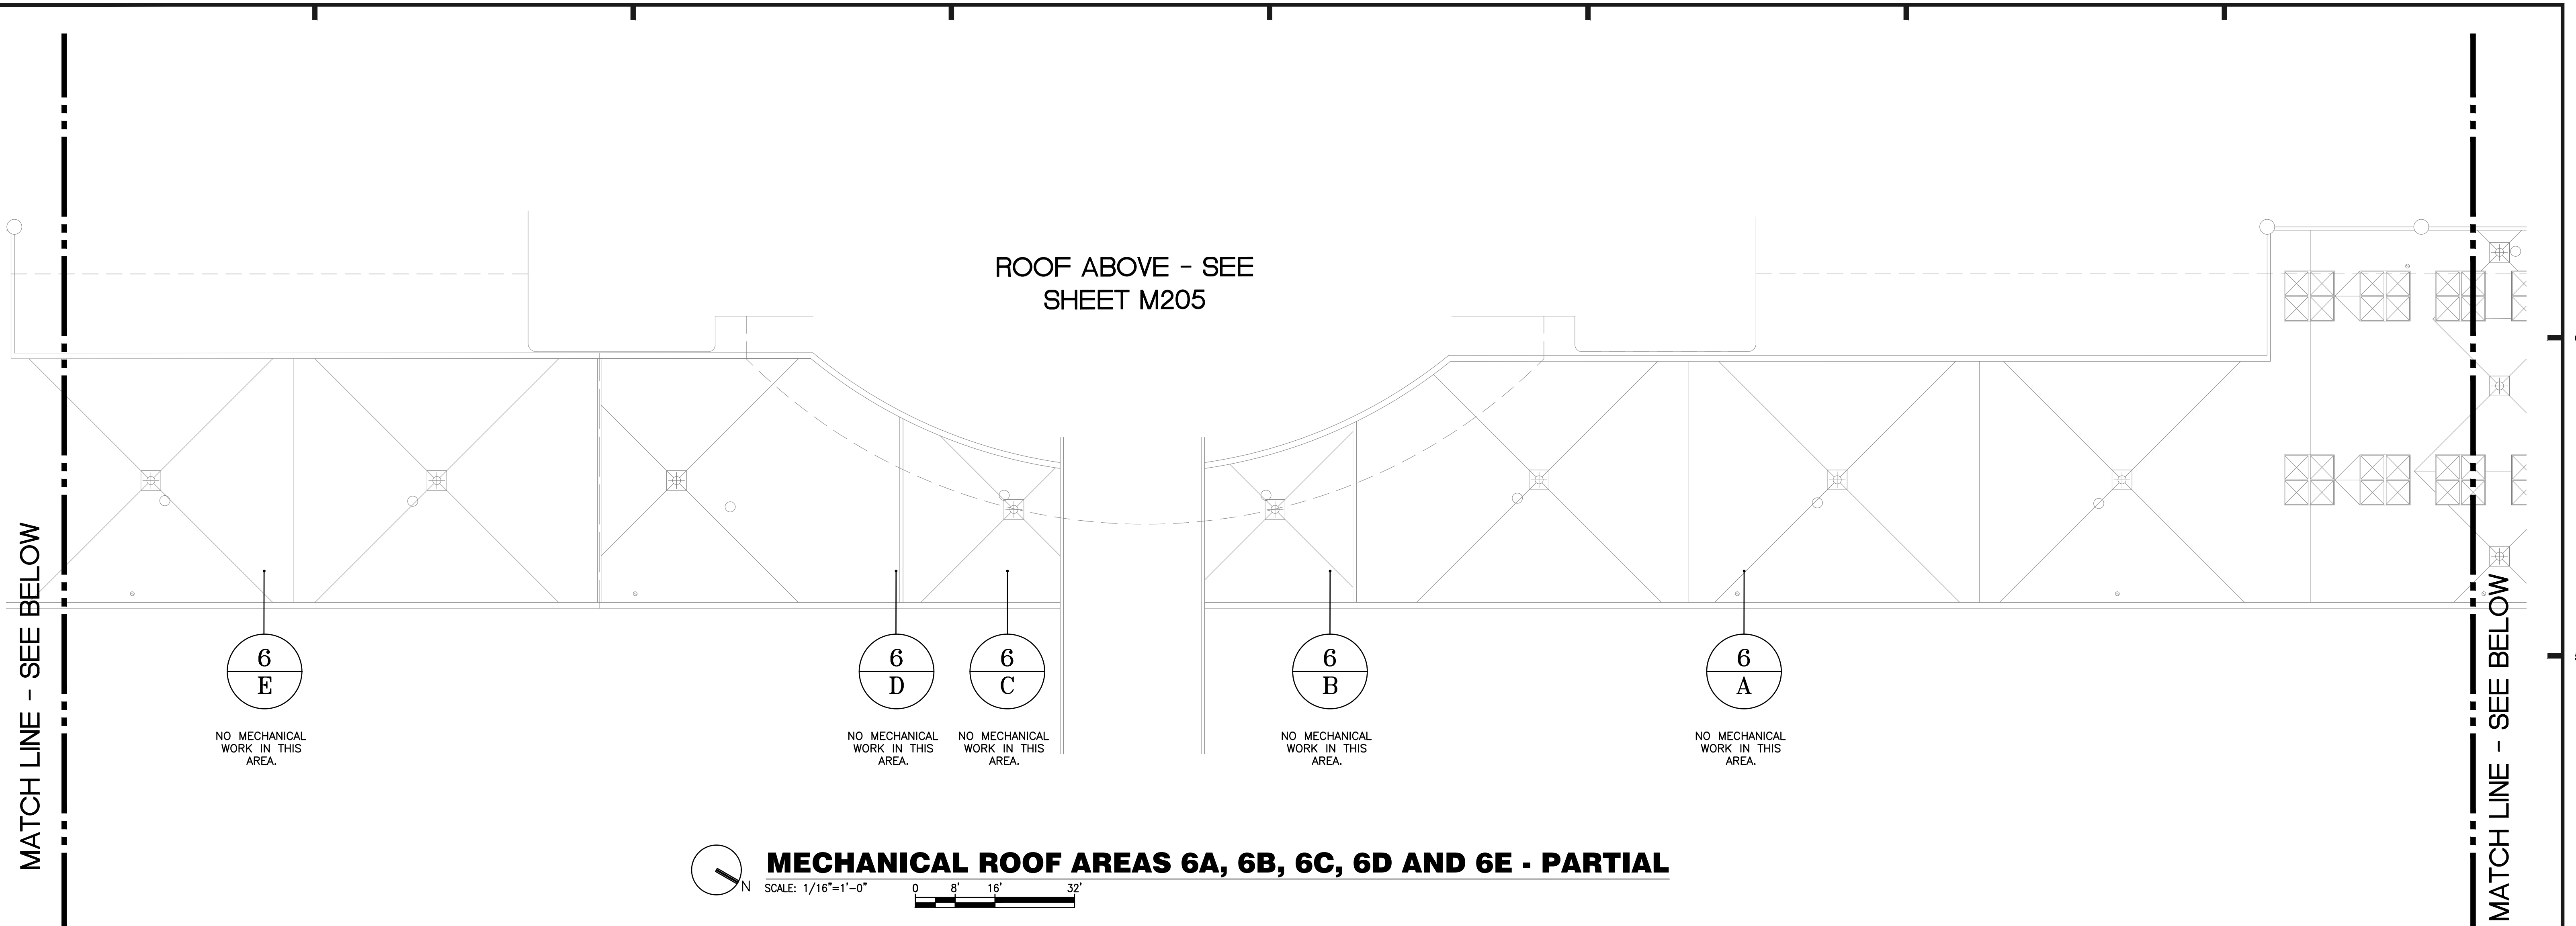 ROOF ABOVE - SEE
SHEET M205
MATCH LINE - SEE BELOW
6
E
NO MECHANICAL
WORK IN THIS
AREA.
6
D
NO MECHANICAL
WORK IN THIS
AREA.
6
C
NO MECHANICAL
WORK IN THIS
AREA.
6
B
NO MECHANICAL
WORK IN THIS
AREA.
6
A
NO MECHANICAL
WORK IN THIS
AREA.
MATCH LINE - SEE BELOW
N
MECHANICAL ROOF AREAS 6A, 6B, 6C, 6D AND 6E - PARTIAL
SCALE: 1/16"=1'-0"
0 8' 16' 32'